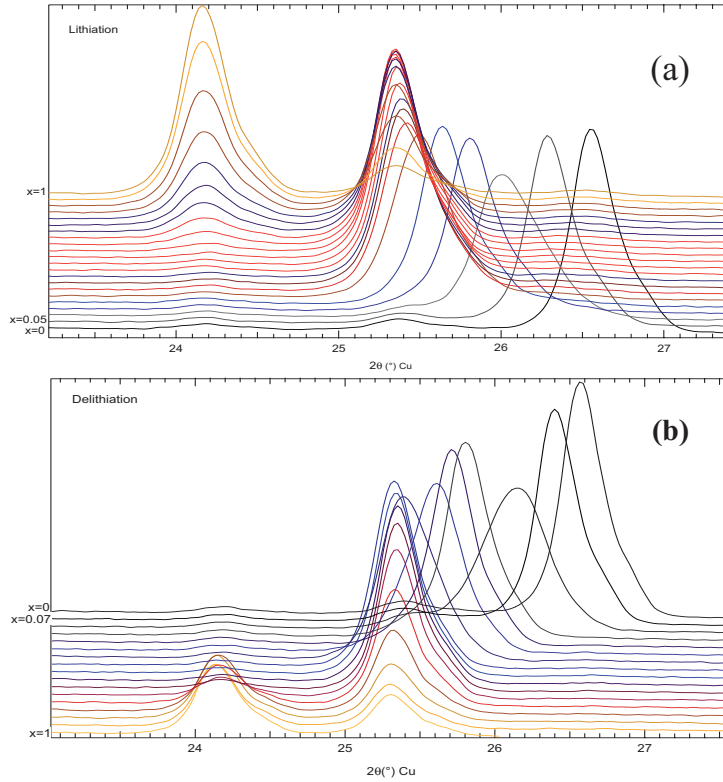 Lithiation
(a)
x=1
x=0.05
x=0
24 25 26 27
2θ (°) Cu
Delithiation
(b)
x=0
x=0.07
x=1
24 25 26 27
2θ(°) Cu